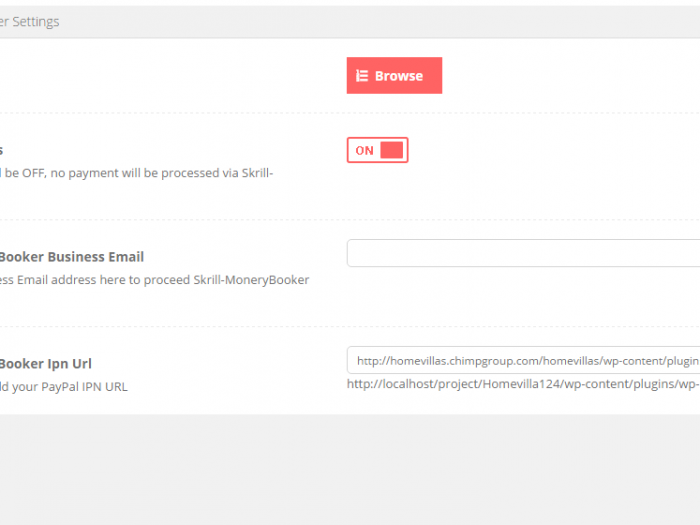 er Settings
Browse
s
ON
l be OFF, no payment will be processed via Skrill-
Booker Business Email
ess Email address here to proceed Skrill-MoneryBooker
Booker Ipn Url
http://homevillas.chimpgroup.com/homevillas/wp-content/plugin
dd your PayPal IPN URL
http://localhost/project/Homevilla124/wp-content/plugins/wp-